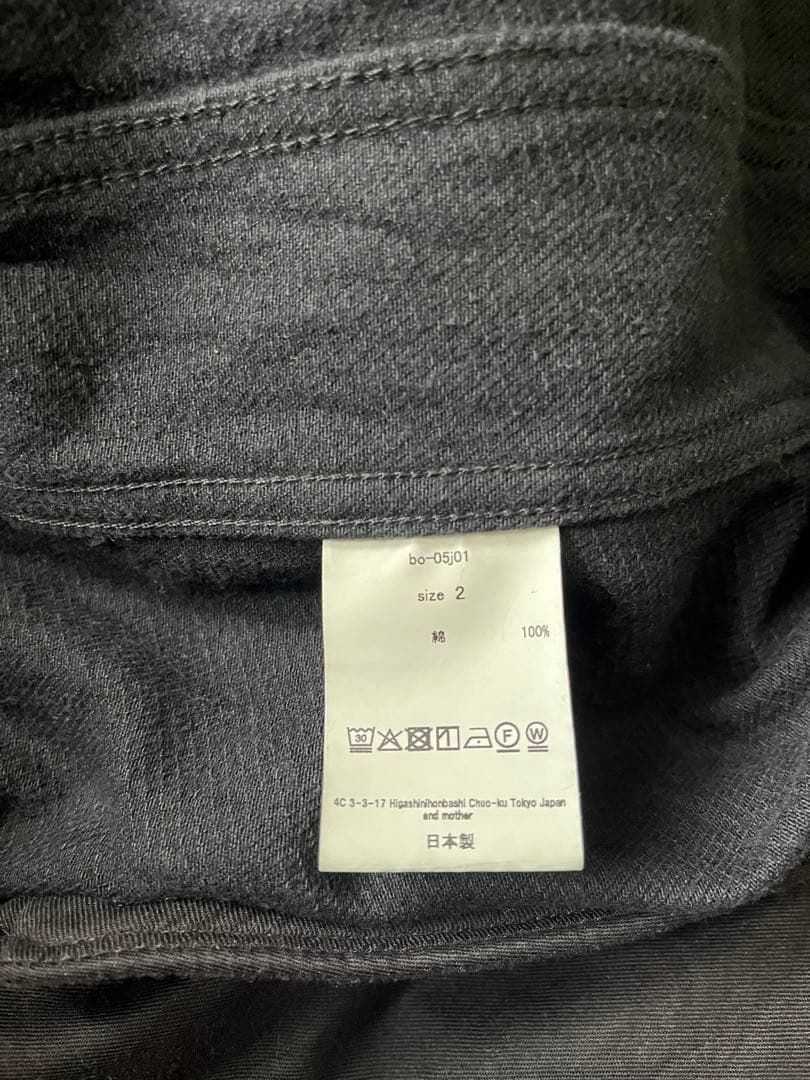 bo-05j01
size 2
綿 100%
30 F W
4C 3-3-17 Higashinihonbashi Chuo-ku Tokyo Japan
and mother
日本製